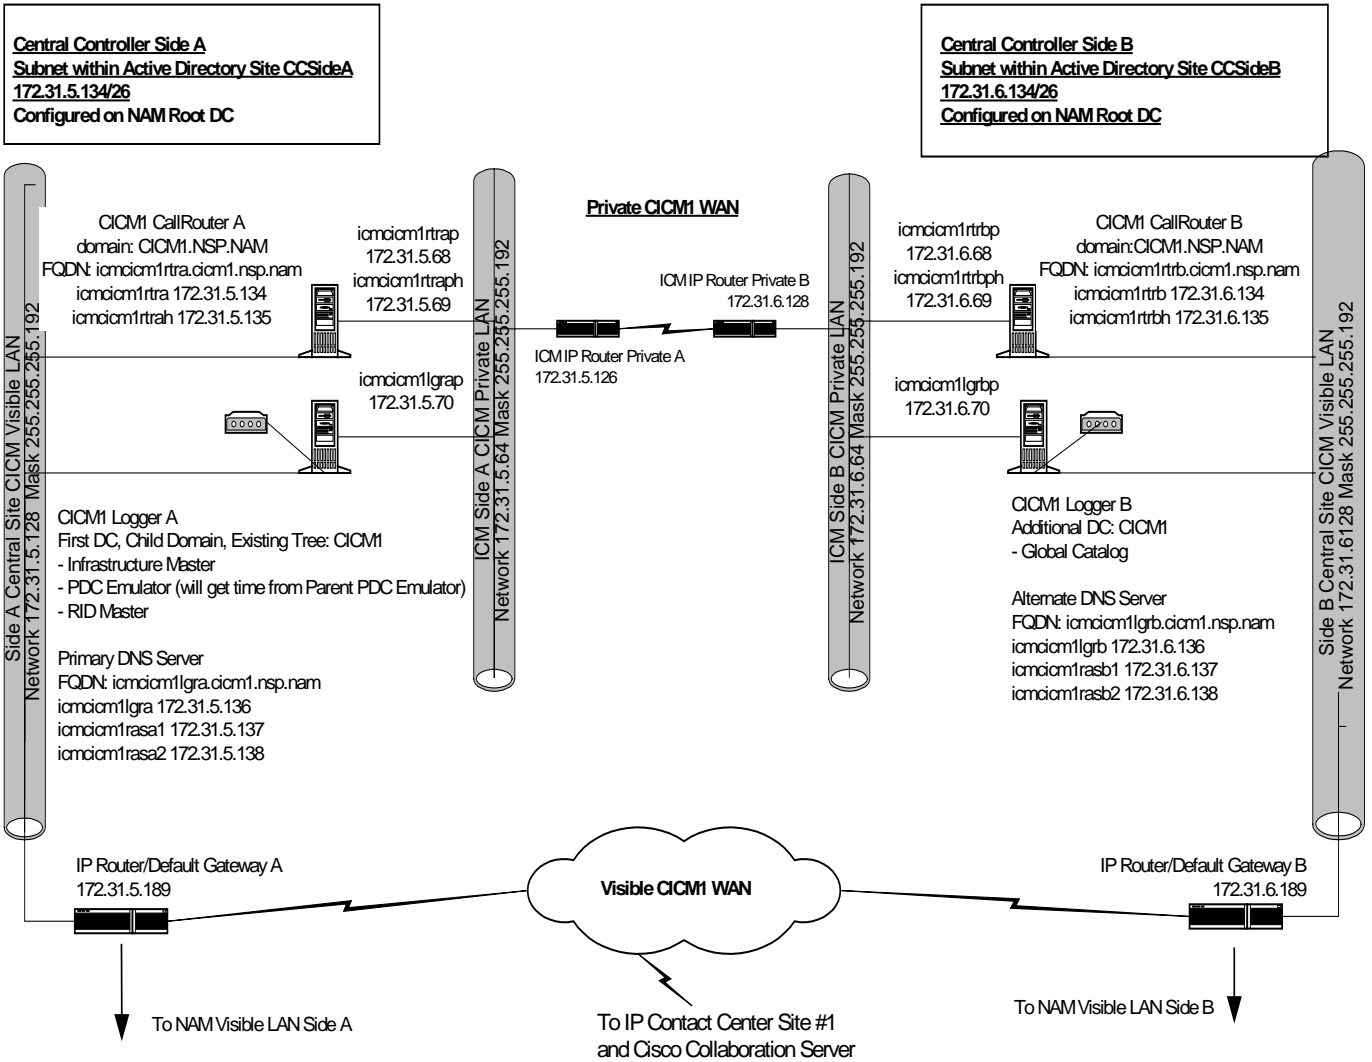 Central Controller Side A
Subnet within Active Directory Site CCSideA
172.31.5.134/26
Configured on NAM Root DC
Central Controller Side B
Subnet within Active Directory Site CCSideB
172.31.6.134/26
Configured on NAM Root DC
Side A Central Site CICM Visible LAN
Network 172.31.5.128 Mask 255.255.255.192
CICM1 CallRouter A
domain: CICM1.NSP.NAM
FQDN: icmcicm1rtra.cicm1.nsp.nam
icmcicm1rtra 172.31.5.134
icmcicm1rtrah 172.31.5.135
icmcicm1rtrap
172.31.5.68
icmcicm1rtraph
172.31.5.69
icmcicm1lgrap
172.31.5.70
ICM Side A CICM Private LAN
Network 172.31.5.64 Mask 255.255.255.192
Private CICM1 WAN
ICM IP Router Private B
172.31.6.128
ICM IP Router Private A
172.31.5.126
ICM Side B CICM Private LAN
Network 172.31.6.64 Mask 255.255.255.192
icmcicm1rtrbp
172.31.6.68
icmcicm1rtrbph
172.31.6.69
icmcicm1lgrbp
172.31.6.70
CICM1 CallRouter B
domain:CICM1.NSP.NAM
FQDN: icmcicm1rtrb.cicm1.nsp.nam
icmcicm1rtrb 172.31.6.134
icmcicm1rtrbh 172.31.6.135
Side B Central Site CICM Visible LAN
Network 172.31.6128 Mask 255.255.255.192
CICM1 Logger A
First DC, Child Domain, Existing Tree: CICM1
- Infrastructure Master
- PDC Emulator (will get time from Parent PDC Emulator)
- RID Master
Primary DNS Server
FQDN: icmcicm1lgra.cicm1.nsp.nam
icmcicm1lgra 172.31.5.136
icmcicm1rasa1 172.31.5.137
icmcicm1rasa2 172.31.5.138
CICM1 Logger B
Additional DC: CICM1
- Global Catalog
Alternate DNS Server
FQDN: icmcicm1lgrb.cicm1.nsp.nam
icmcicm1lgrb 172.31.6.136
icmcicm1rasb1 172.31.6.137
icmcicm1rasb2 172.31.6.138
IP Router/Default Gateway A
172.31.5.189
Visible CICM1 WAN
IP Router/Default Gateway B
172.31.6.189
To NAM Visible LAN Side A
To IP Contact Center Site #1
and Cisco Collaboration Server
To NAM Visible LAN Side B